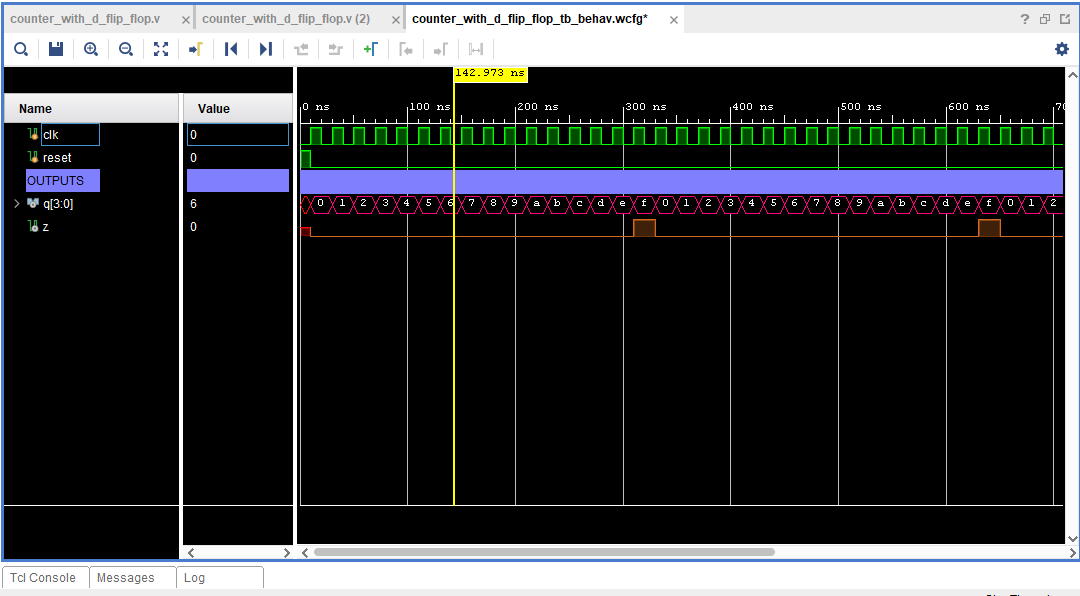 counter_with_d_flip_flop.v × counter_with_d_flip_flop.v (2) × counter_with_d_flip_flop_tb_behav.wcfg* × ?
142.973 ns
Name Value 0 ns 100 ns 200 ns 300 ns 400 ns 500 ns 600 ns 70
clk 0
reset 0
OUTPUTS
q[3:0] 6 0 1 2 3 4 5 6 7 8 9 a b c d e f 0 1 2 3 4 5 6 7 8 9 a b c d e f 0 1 2
z 0
Tcl Console Messages Log